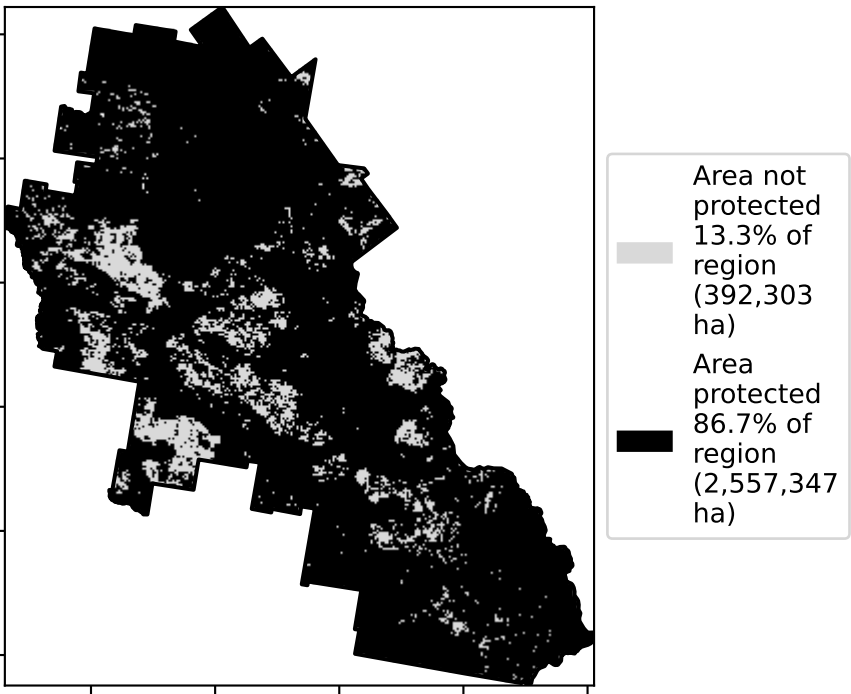 Area not
protected
13.3% of
region
(392,303
ha)
Area
protected
86.7% of
region
(2,557,347
ha)